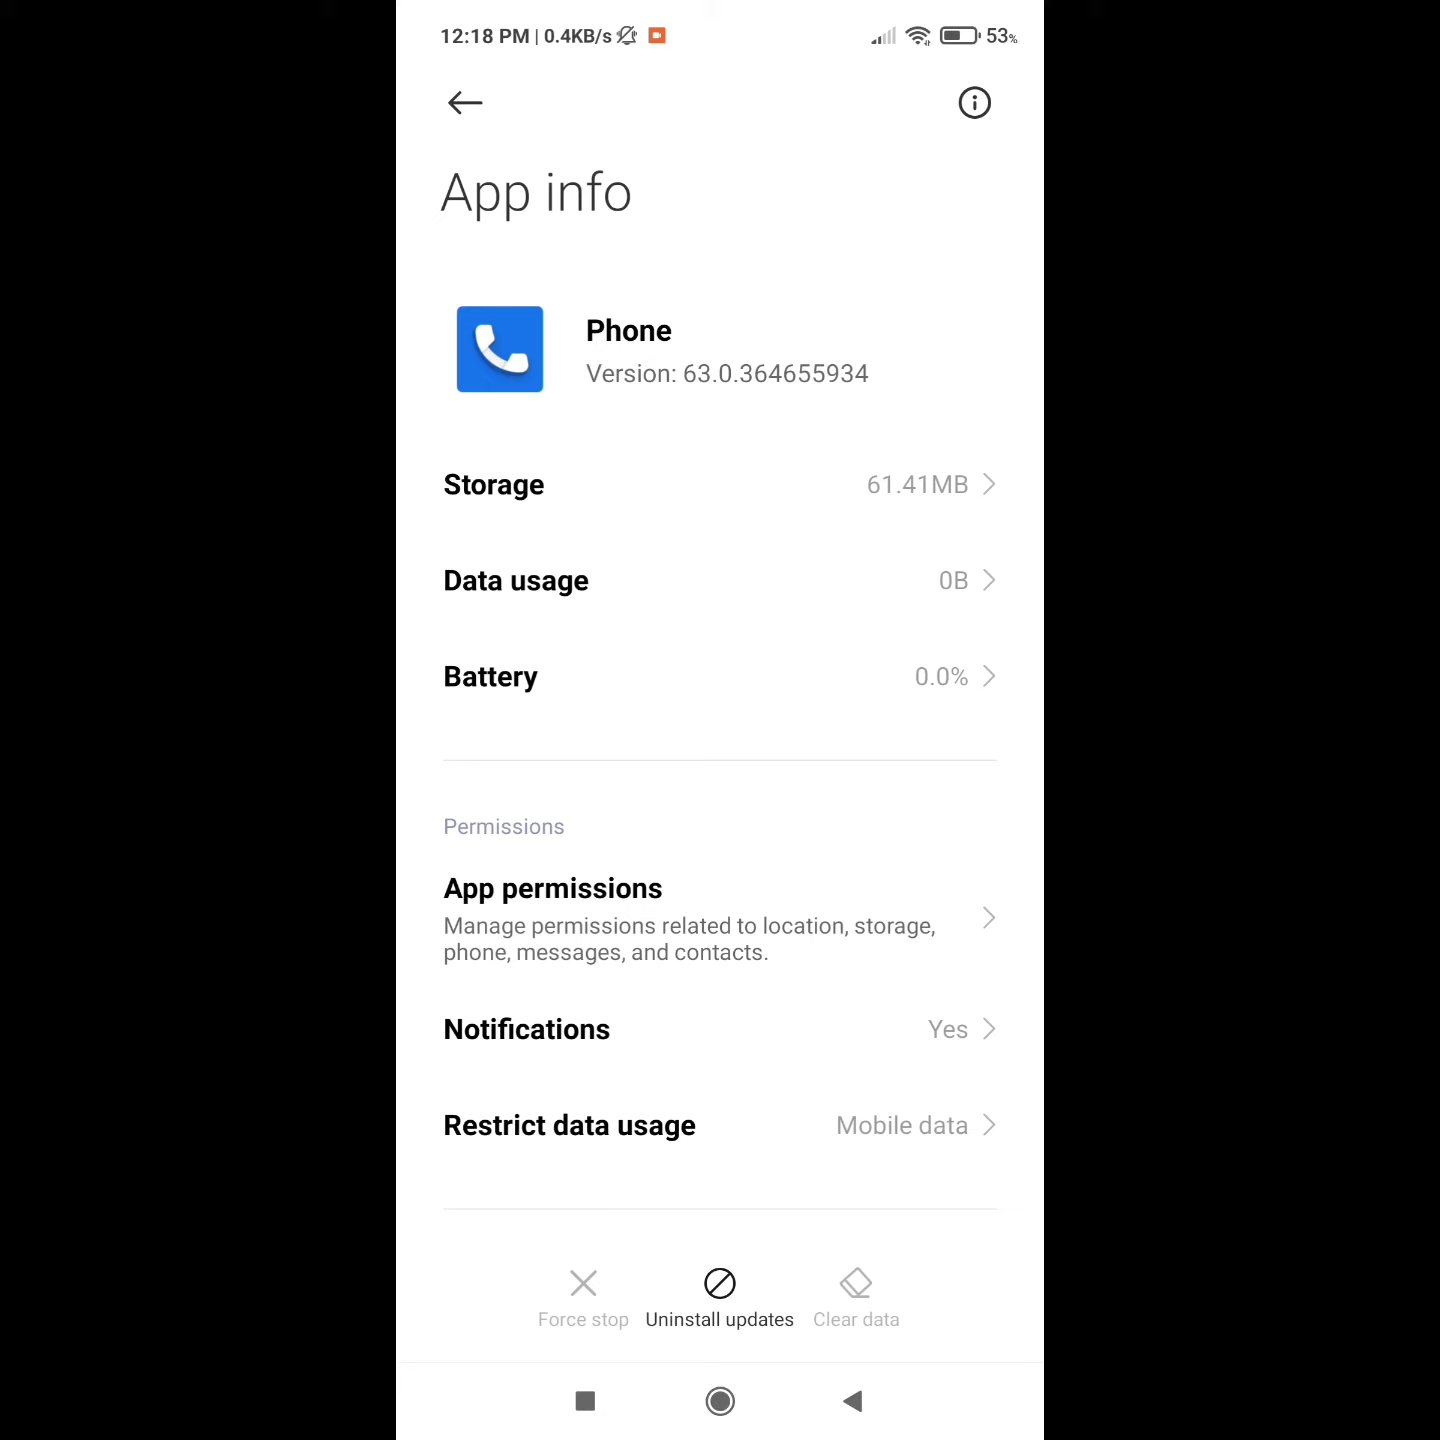 12:18 PM | 0.4KB/s
53%
App info
Phone
Version: 63.0.364655934
Storage 61.41MB
Data usage 0B
Battery 0.0%
Permissions
App permissions
Manage permissions related to location, storage,
phone, messages, and contacts.
Notifications Yes
Restrict data usage Mobile data
Force stop Uninstall updates Clear data